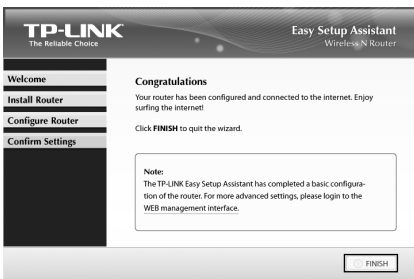 TP-LINK
The Reliable Choice
Easy Setup Assistant
Wireless N Router
Welcome
Install Router
Configure Router
Confirm Settings
Congratulations
Your router has been configured and connected to the internet. Enjoy
surfing the internet!
Click FINISH to quit the wizard.
Note:
The TP-LINK Easy Setup Assistant has completed a basic configura-
tion of the router. For more advanced settings, please login to the
WEB management interface.
FINISH